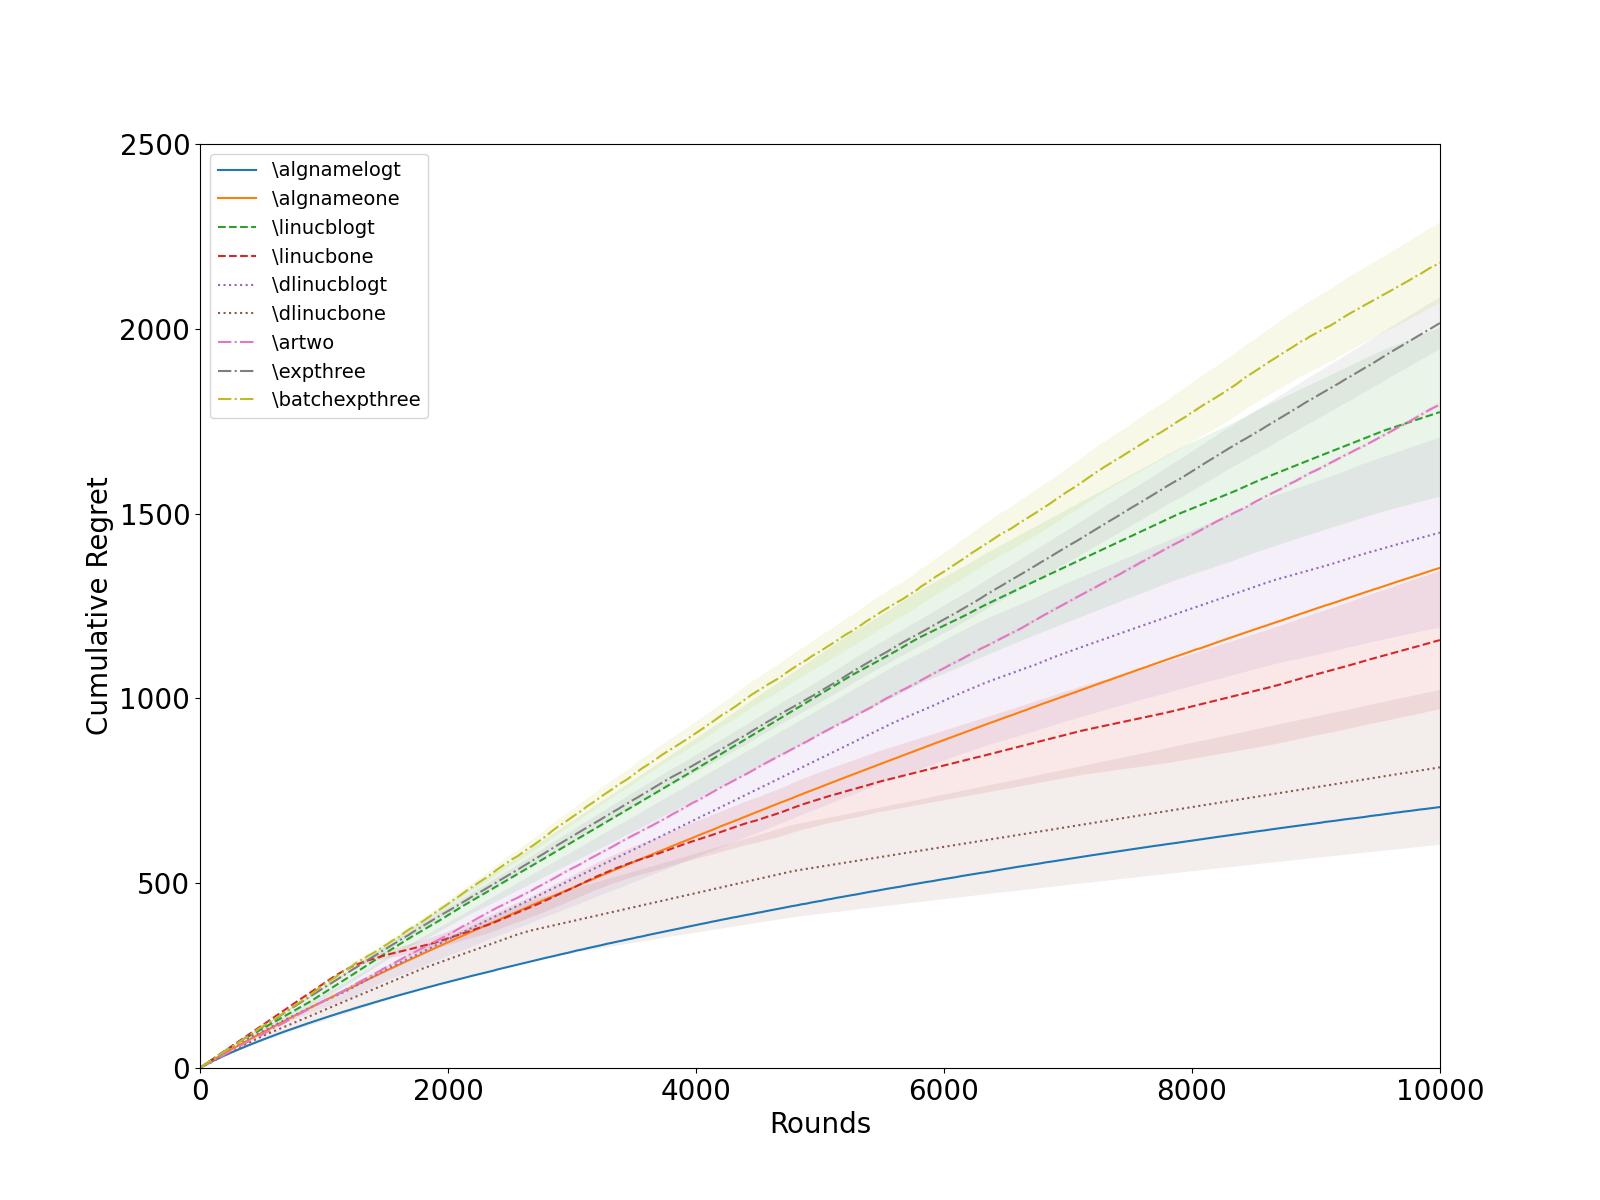 2500
2000
1500
1000
500
0
Cumulative Regret
\algnamelogt
\algnameone
\linucblogt
\linucbone
\dlinucblogt
\dlinucbone
\artwo
\expthree
\batchexpthree
0 2000 4000 6000 8000 10000
Rounds